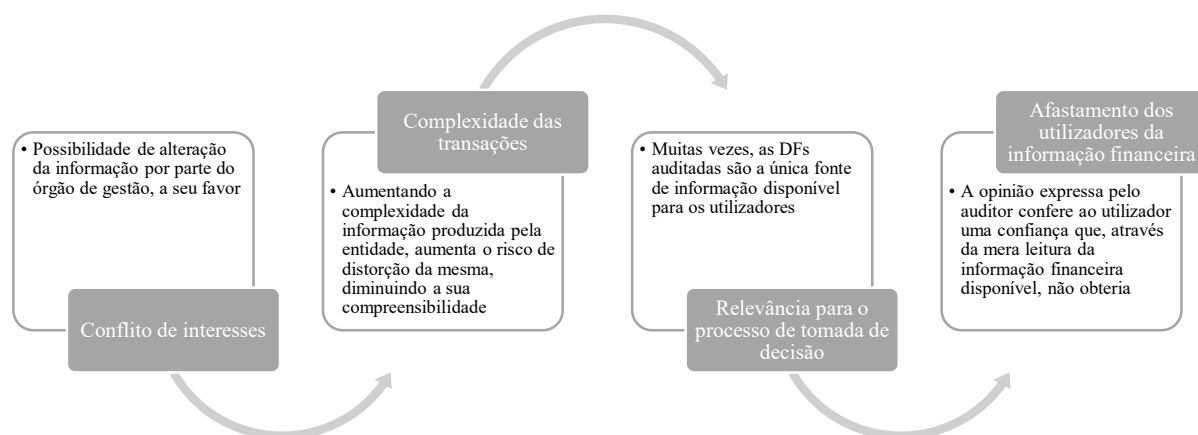 • Possibilidade de alteração
da informação por parte do
órgão de gestão, a seu favor
Conflito de interesses
Complexidade das
transações
• Aumentando a
complexidade da
informação produzida pela
entidade, aumenta o risco de
distorção da mesma,
diminuindo a sua
compreensibilidade
• Muitas vezes, as DFs
auditadas são a única fonte
de informação disponível
para os utilizadores
Relevância para o
processo de tomada de
decisão
Afastamento dos
utilizadores da
informação financeira
• A opinião expressa pelo
auditor confere ao utilizador
uma confiança que, através
da mera leitura da
informação financeira
disponível, não obteria